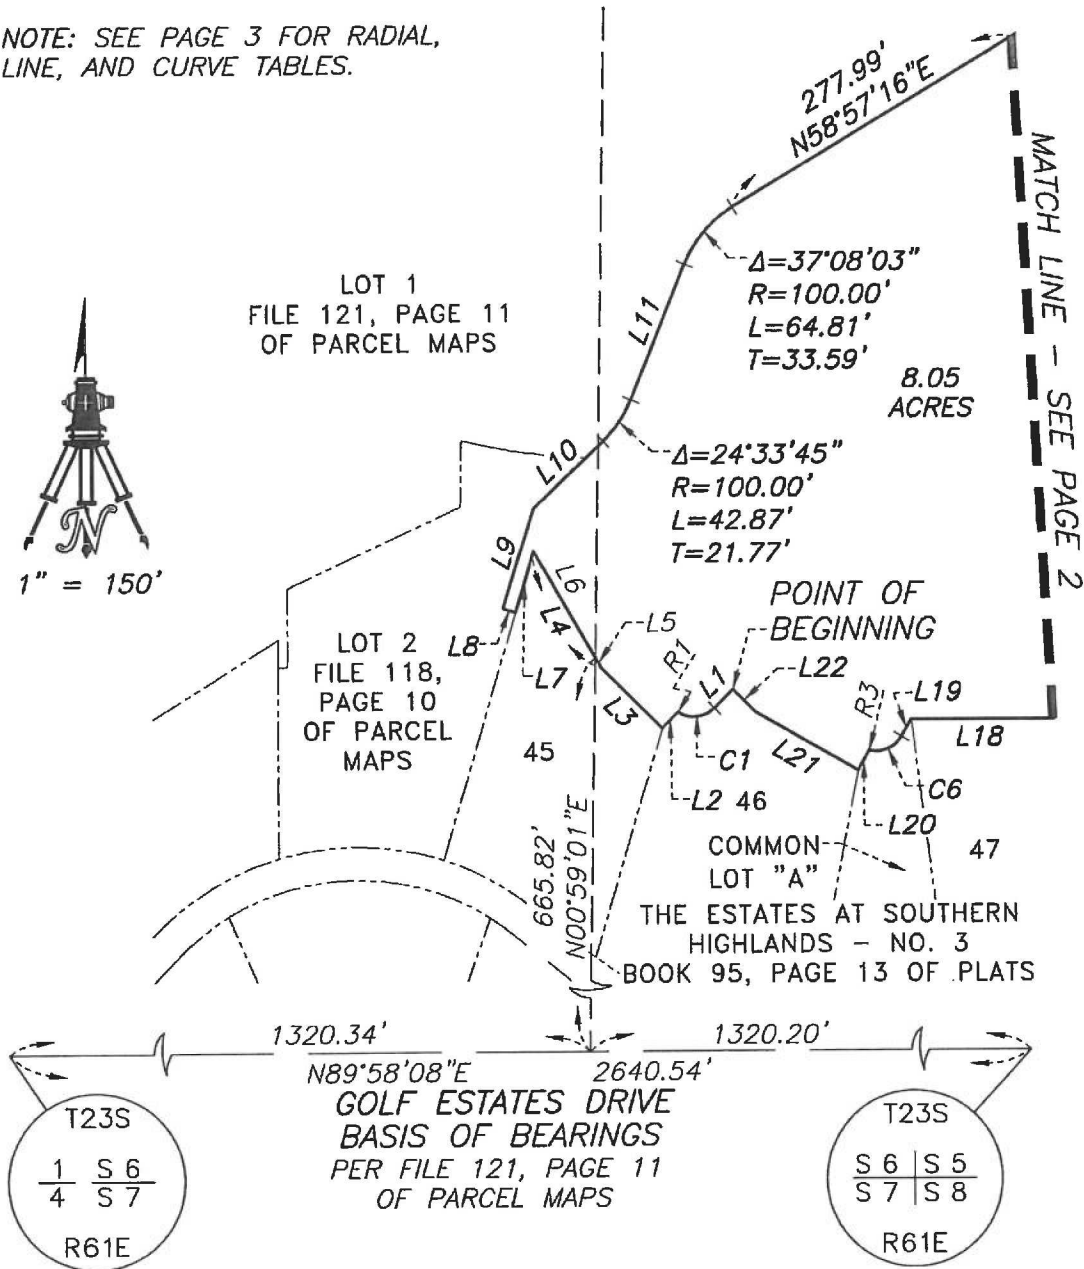 NOTE: SEE PAGE 3 FOR RADIAL,
LINE, AND CURVE TABLES.
277.99'
N58°57'16"E
MATCH LINE - SEE PAGE 2
LOT 1
FILE 121, PAGE 11
OF PARCEL MAPS
L11
Δ=37°08'03"
R=100.00'
L=64.81'
T=33.59'
8.05
ACRES
N
1" = 150'
L10
Δ=24°33'45"
R=100.00'
L=42.87'
T=21.77'
L9
L6
L4
L8
L7
L5
R1
L1
POINT OF
BEGINNING
L22
R3
L19
L18
LOT 2
FILE 118,
PAGE 10
OF PARCEL
MAPS
L3
45
C1
L21
C6
L2
46
L20
665.82'
N00°59'01"E
COMMON
LOT "A"
47
THE ESTATES AT SOUTHERN
HIGHLANDS - NO. 3
BOOK 95, PAGE 13 OF PLATS
1320.34'
1320.20'
N89°58'08"E
2640.54'
GOLF ESTATES DRIVE
BASIS OF BEARINGS
PER FILE 121, PAGE 11
OF PARCEL MAPS
T23S
1 S 6
4 S 7
R61E
T23S
S 6 S 5
S 7 S 8
R61E